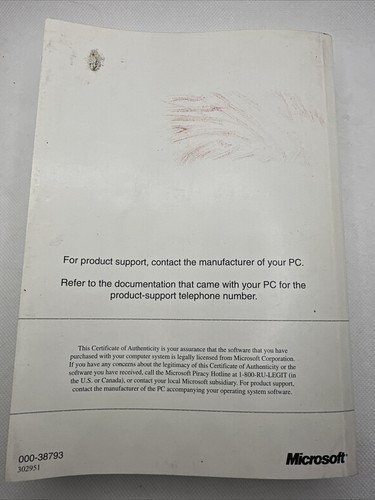 For product support, contact the manufacturer of your PC.
Refer to the documentation that came with your PC for the
product-support telephone number.
This Certificate of Authenticity is your assurance that the software that you have
purchased with your computer system is legally licensed from Microsoft Corporation.
If you have any concerns about the legitimacy of this Certificate of Authenticity or the
software you have received, call the Microsoft Piracy Hotline at 1-800-RU-LEGIT (in
the U.S. or Canada), or contact your local Microsoft subsidiary. For product support,
contact the manufacturer of the PC accompanying your operating system software.
000-38793
302951
Microsoft